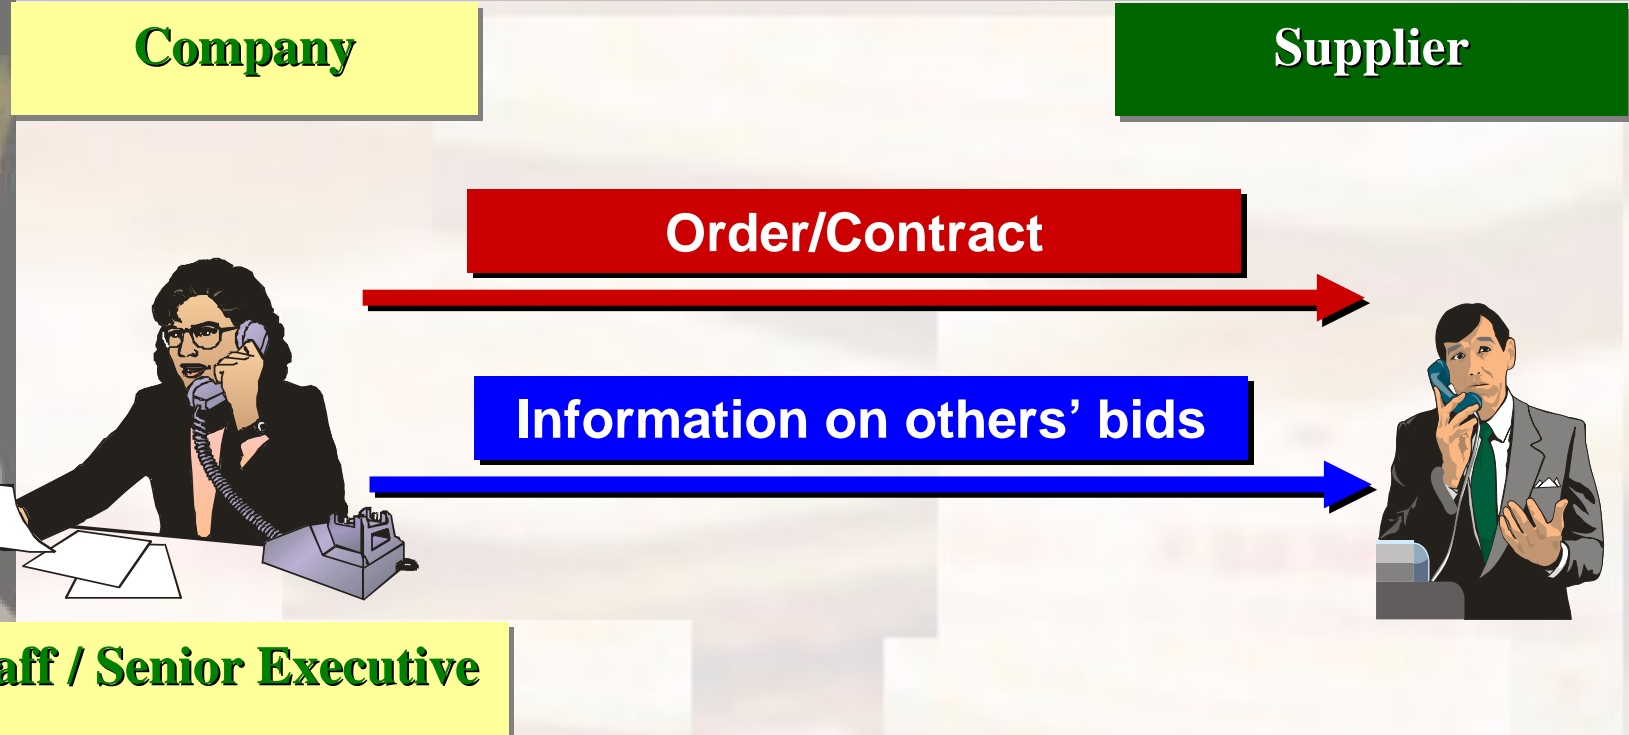 Company
Supplier
Order/Contract
Information on others’ bids
aff / Senior Executive